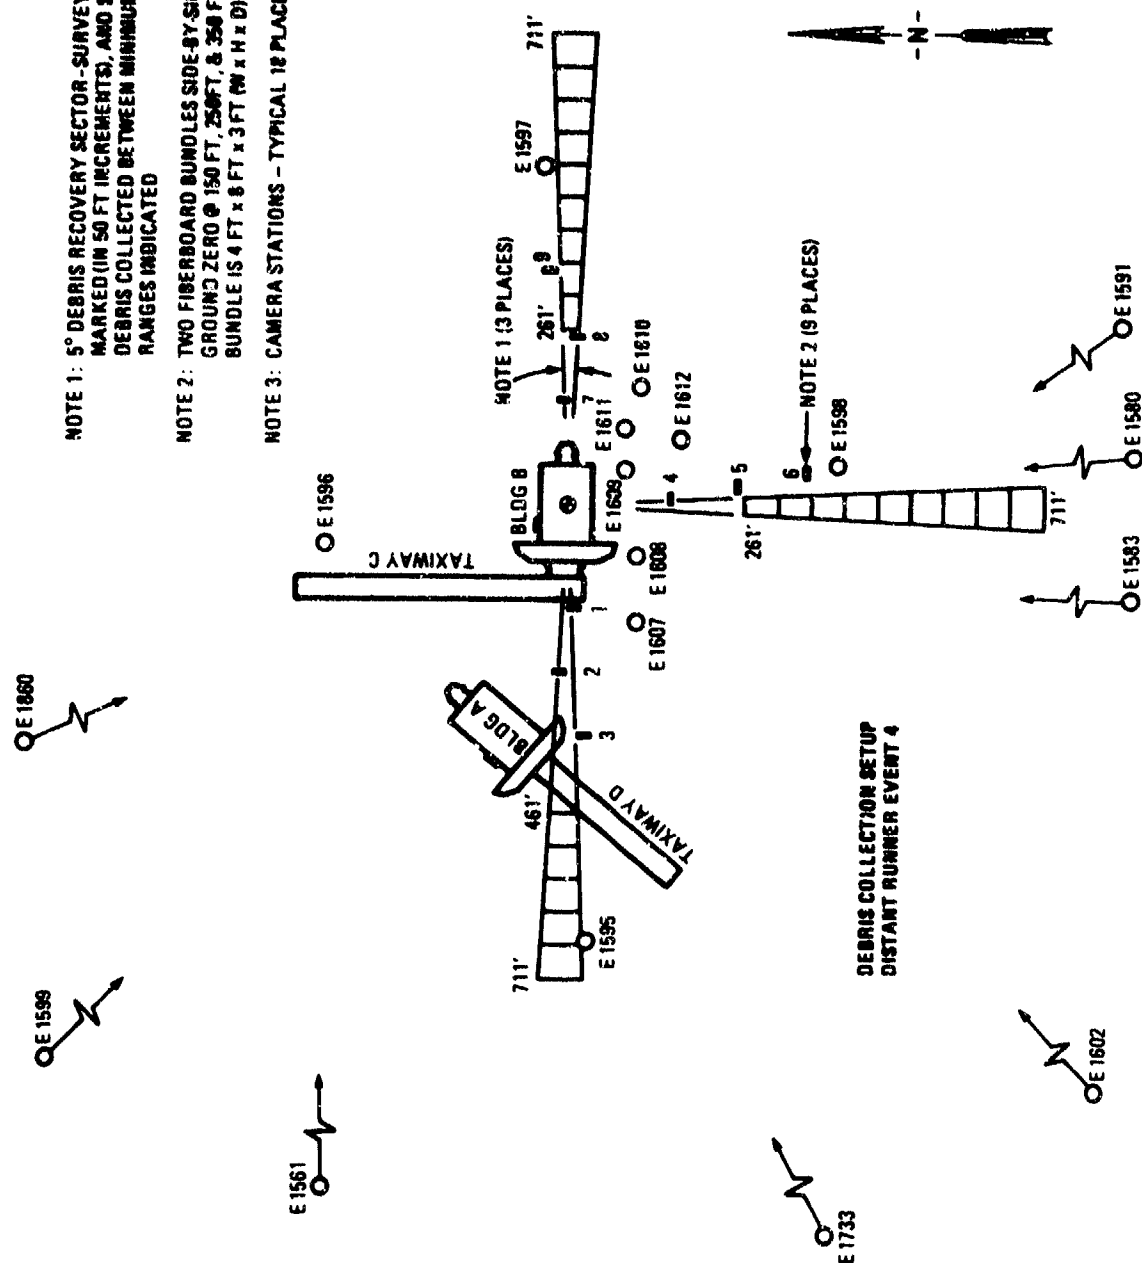 NOTE 1: 5° DEBRIS RECOVERY SECTOR-SURVEY
MARKED (IN 50 FT INCREMENTS), AND
DEBRIS COLLECTED BETWEEN
RANGES INDICATED
NOTE 2: TWO FIBERBOARD BUNDLES SIDE-BY-
GROUND ZERO @ 150 FT, 250FT, & 350
BUNDLE IS 4 FT x 8 FT x 3 FT (W x H x D)
NOTE 3: CAMERA STATIONS – TYPICAL 18
-N-
E 1860
E 1599
E 1561
E 1733
E 1602
E 1596
E 1597
711'
261'
9
8
7
NOTE 1 (3 PLACES)
BLDG B
TAXIWAY C
E 1611
E 1610
E 1612
E 1609
E 1608
E 1607
1
2
3
BLDG A
TAXIWAY D
461'
711'
E 1595
4
5
6
NOTE 2 (9 PLACES)
E 1598
261'
711'
E 1591
E 1580
E 1583
DEBRIS COLLECTION SETUP
DISTANT RUNNER EVENT 4